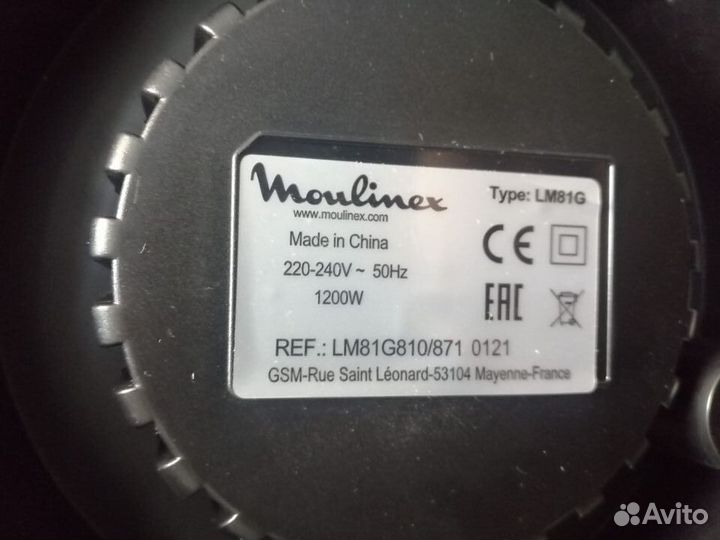 Moulinex
Type: LM81G
www.moulinex.com
Made in China
220-240V ~ 50Hz
1200W
CE
EAC
REF.: LM81G810/871 0121
GSM-Rue Saint Léonard-53104 Mayenne-France
Avito